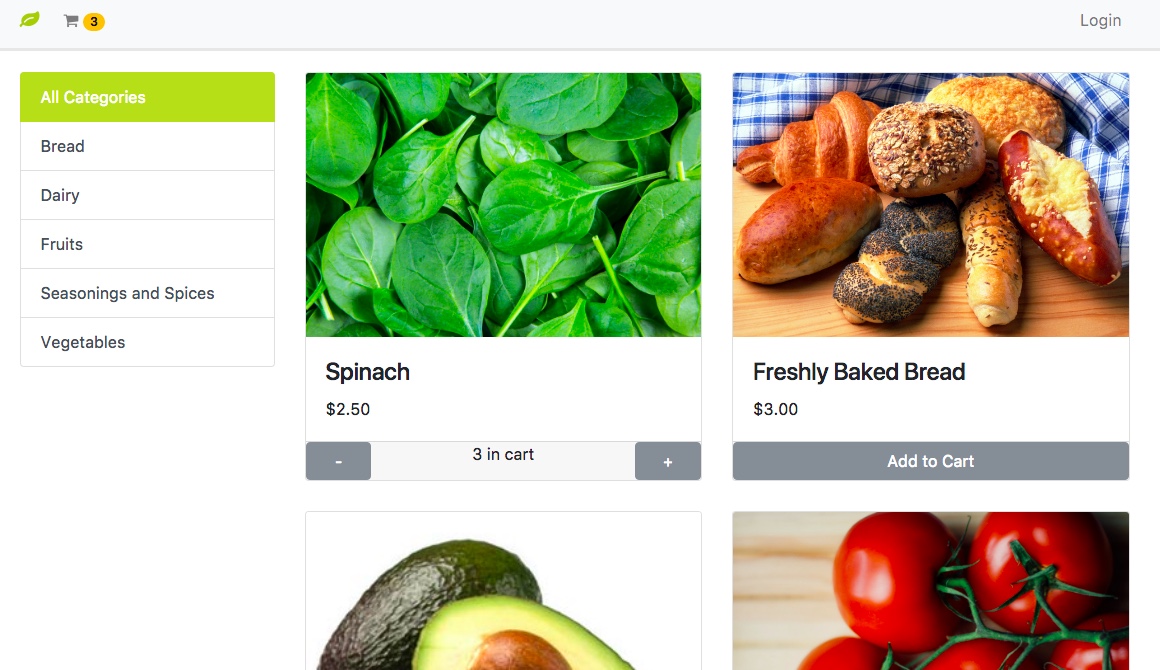 3
Login
All Categories
Bread
Dairy
Fruits
Seasonings and Spices
Vegetables
Spinach
$2.50
- 3 in cart +
Freshly Baked Bread
$3.00
Add to Cart